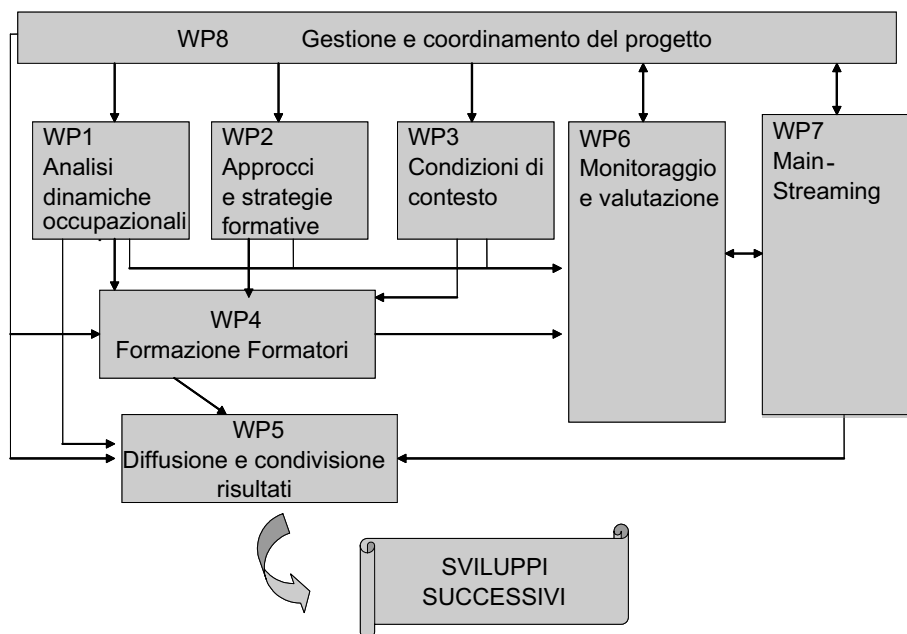 WP8 Gestione e coordinamento del progetto
WP1
Analisi
dinamiche
occupazionali
WP2
Approcci
e strategie
formative
WP3
Condizioni di
contesto
WP6
Monitoraggio
e valutazione
WP7
Main-
Streaming
WP4
Formazione Formatori
WP5
Diffusione e condivisione
risultati
SVILUPPI
SUCCESSIVI